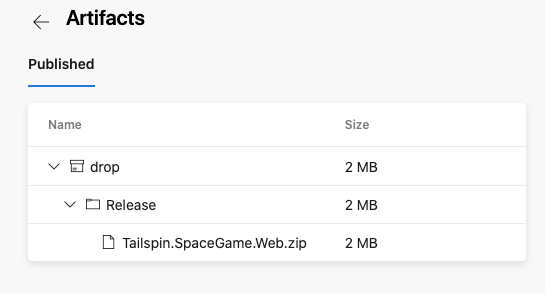 Artifacts
Published
Name Size
drop 2 MB
Release 2 MB
Tailspin.SpaceGame.Web.zip 2 MB